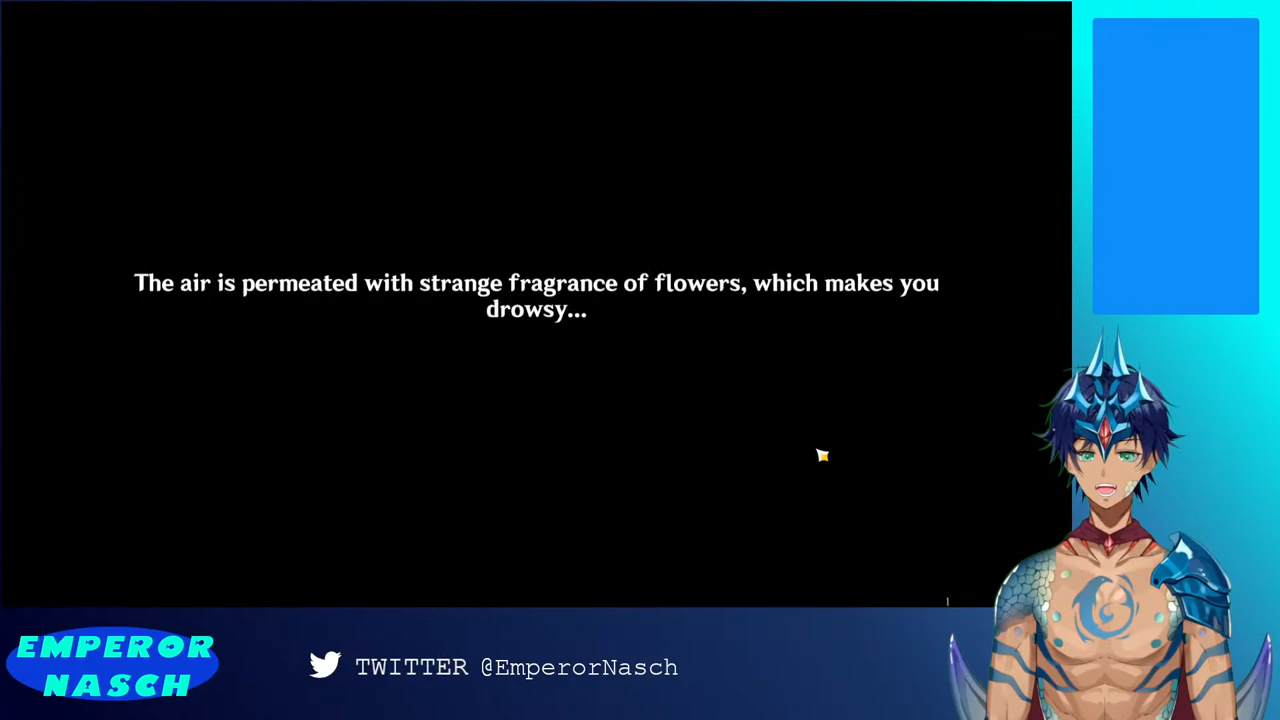 The air is permeated with strange fragrance of flowers, which makes you
drowsy...
EMPEROR
NASCH
TWITTER @EmperorNasch